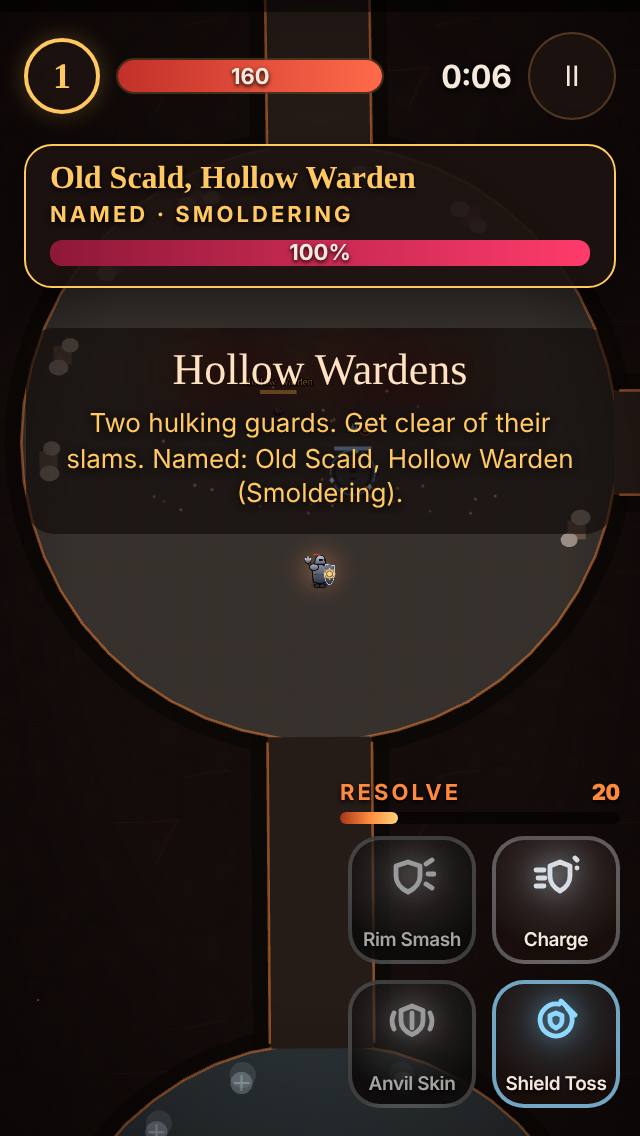 1
160
0:06
Old Scald, Hollow Warden
NAMED · SMOLDERING
100%
Hollow Wardens
Two hulking guards. Get clear of their
slams. Named: Old Scald, Hollow Warden
(Smoldering).
RESOLVE 20
Rim Smash
Charge
Anvil Skin
Shield Toss